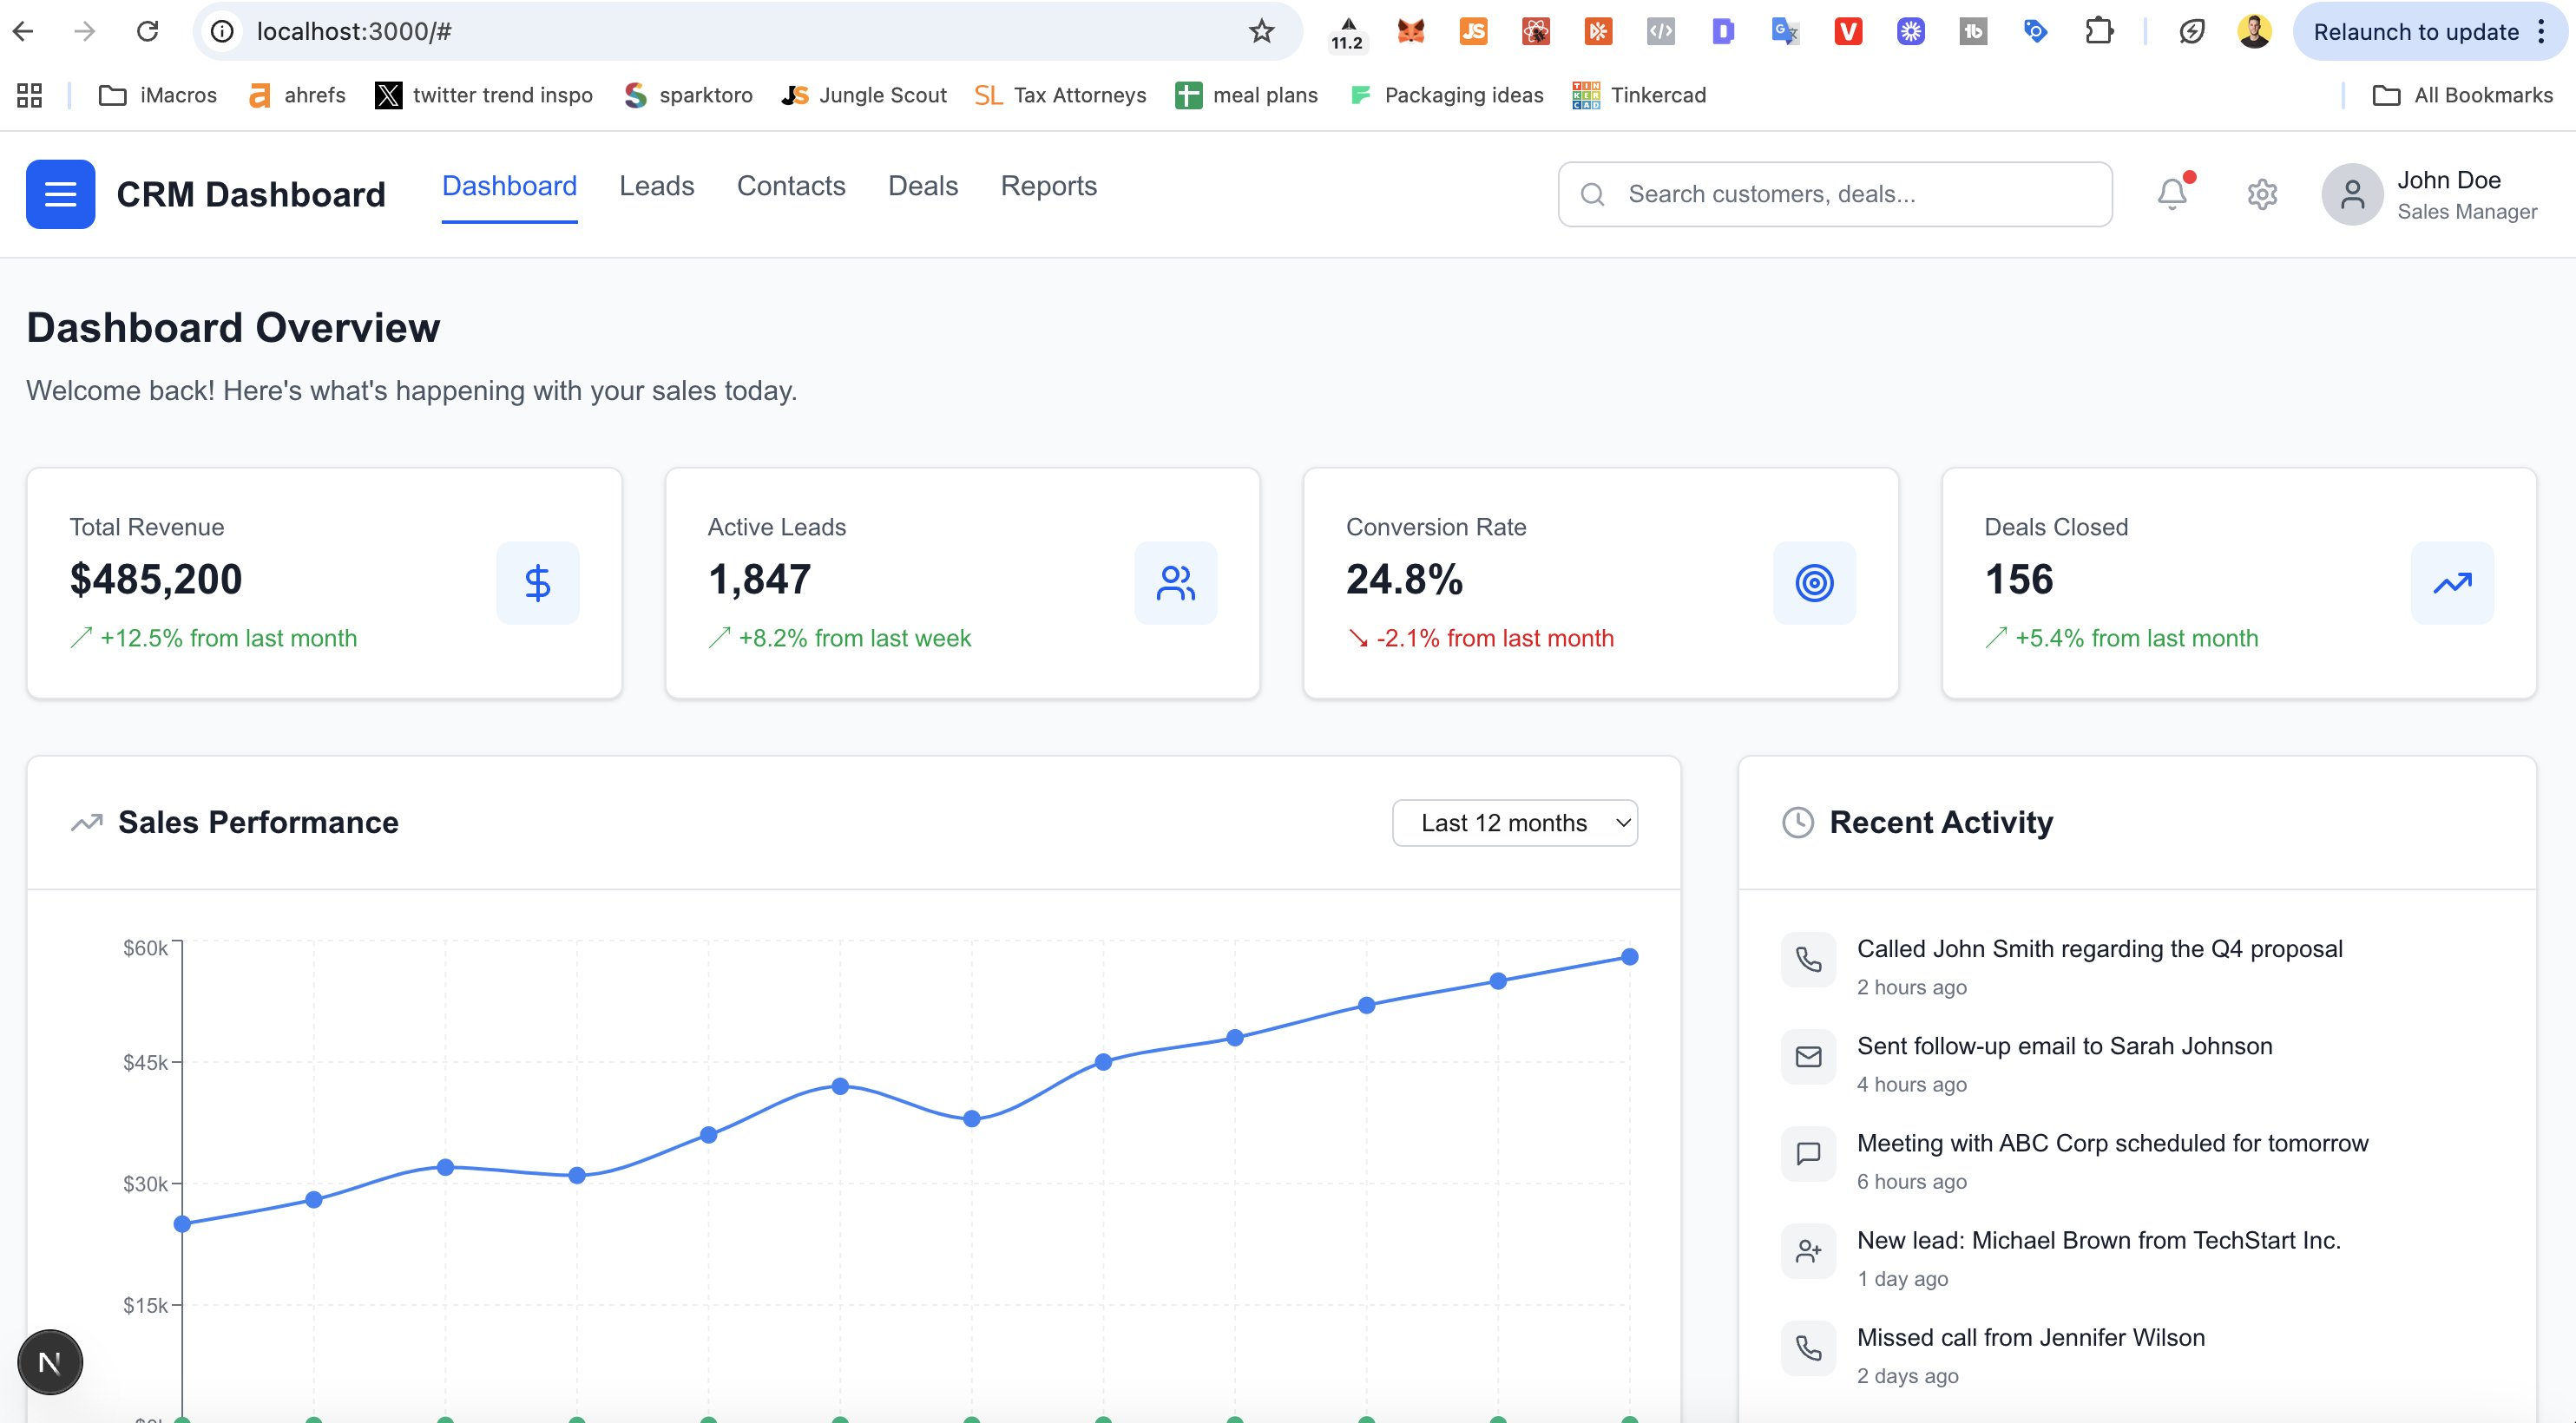 localhost:3000/#
11.2
JS
</>
D
G
V
tb
Relaunch to update
iMacros
a
ahrefs
X
twitter trend inspo
sparktoro
JS
Jungle Scout
SL
Tax Attorneys
meal plans
Packaging ideas
TINKERCAD
Tinkercad
All Bookmarks
CRM Dashboard
Dashboard
Leads
Contacts
Deals
Reports
Search customers, deals...
John Doe
Sales Manager
Dashboard Overview
Welcome back! Here's what's happening with your sales today.
Total Revenue
$485,200
+12.5% from last month
Active Leads
1,847
+8.2% from last week
Conversion Rate
24.8%
-2.1% from last month
Deals Closed
156
+5.4% from last month
Sales Performance
Last 12 months
$60k
$45k
$30k
$15k
N
Recent Activity
Called John Smith regarding the Q4 proposal
2 hours ago
Sent follow-up email to Sarah Johnson
4 hours ago
Meeting with ABC Corp scheduled for tomorrow
6 hours ago
New lead: Michael Brown from TechStart Inc.
1 day ago
Missed call from Jennifer Wilson
2 days ago